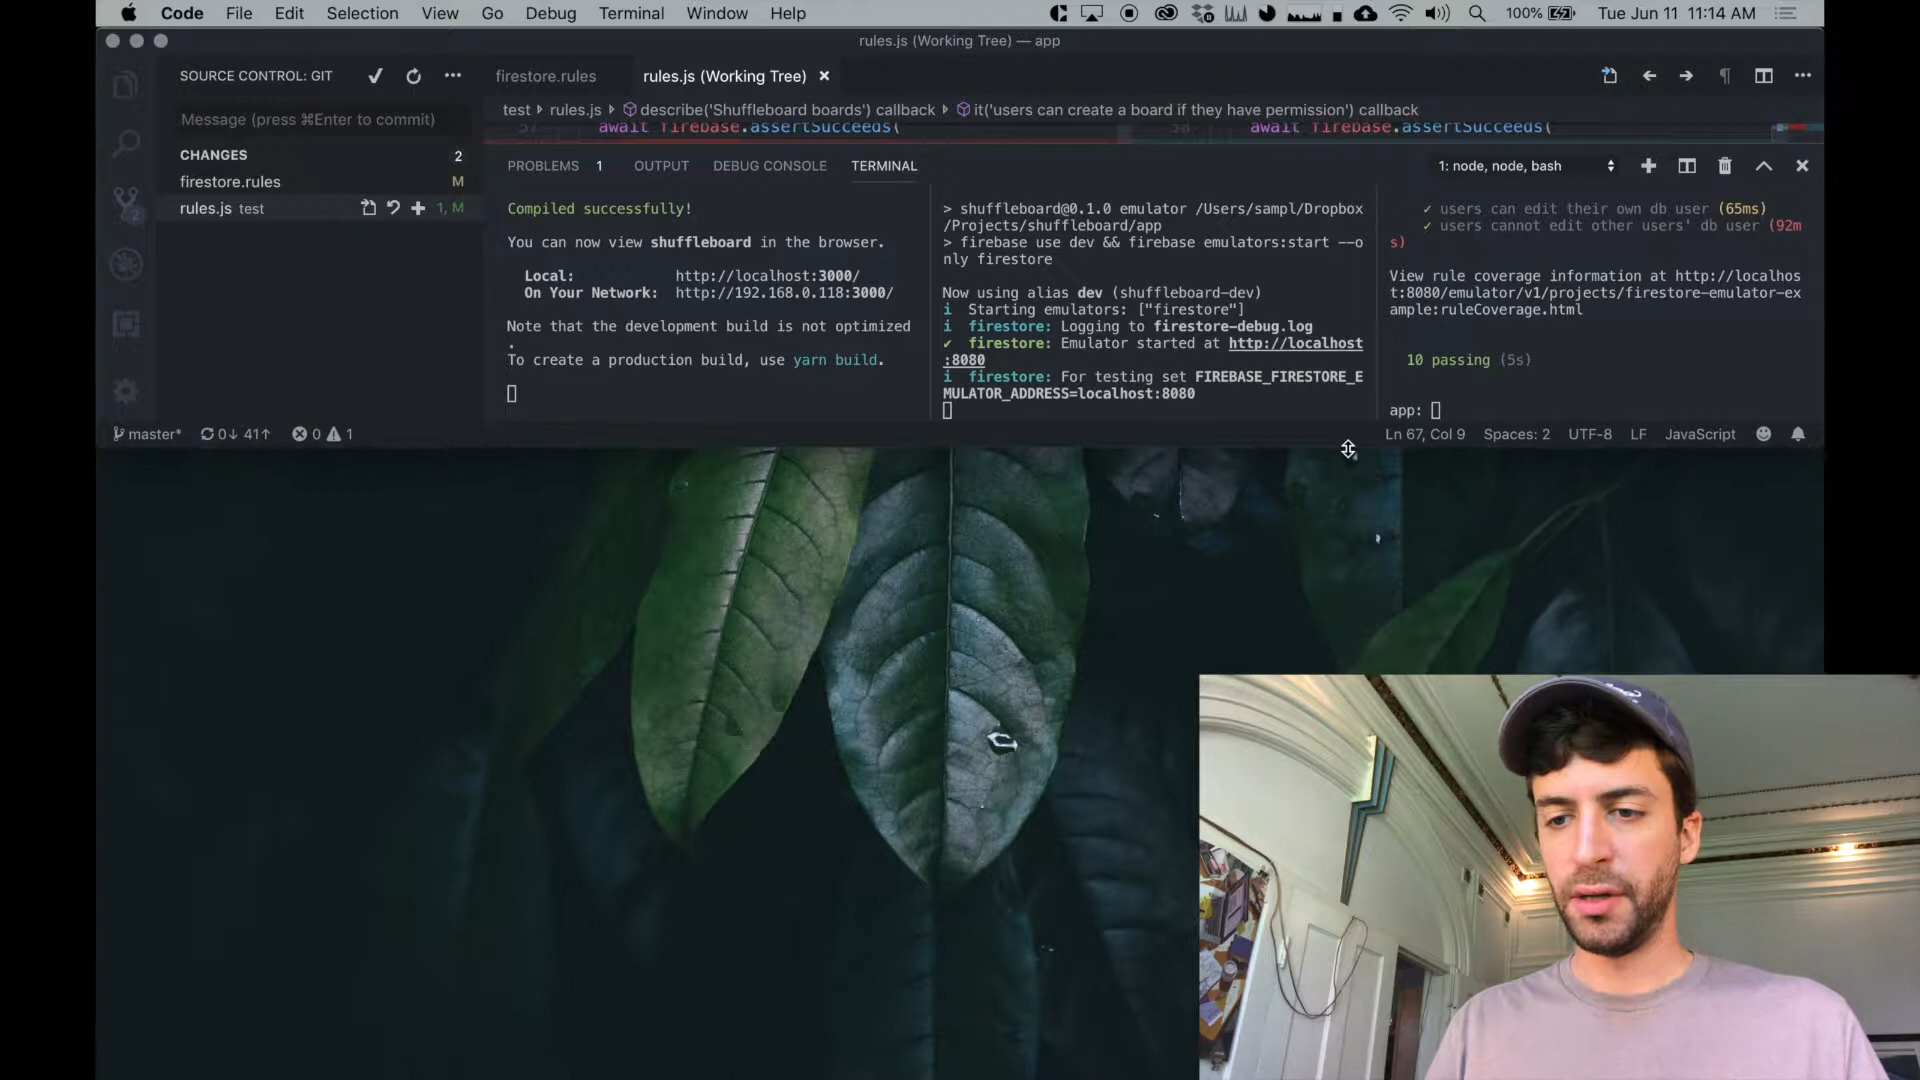 Code File Edit Selection View Go Debug Terminal Window Help 100% Tue Jun 11 11:14 AM
rules.js (Working Tree) — app
SOURCE CONTROL: GIT
firestore.rules rules.js (Working Tree)
test rules.js describe('Shuffleboard boards') callback it('users can create a board if they have permission') callback
Message (press ⌘Enter to commit)
57 await firebase.assertSucceeds( 58 await firebase.assertSucceeds(
CHANGES 2
firestore.rules M
rules.js test 1, M
PROBLEMS 1 OUTPUT DEBUG CONSOLE TERMINAL 1: node, node, bash
Compiled successfully!
You can now view shuffleboard in the browser.
Local: http://localhost:3000/
On Your Network: http://192.168.0.118:3000/
Note that the development build is not optimized
.
To create a production build, use yarn build.
> shuffleboard@0.1.0 emulator /Users/sampl/Dropbox
/Projects/shuffleboard/app
> firebase use dev && firebase emulators:start --o
nly firestore
Now using alias dev (shuffleboard-dev)
i firestore: Starting emulators: ["firestore"]
i firestore: Logging to firestore-debug.log
✔ firestore: Emulator started at http://localhost
:8080
i firestore: For testing set FIREBASE_FIRESTORE_E
MULATOR_ADDRESS=localhost:8080
✓ users can edit their own db user (65ms)
✓ users cannot edit other users' db user (92m
s)
View rule coverage information at http://localhos
t:8080/emulator/v1/projects/firestore-emulator-ex
ample:ruleCoverage.html
10 passing (5s)
app:
master* 0↓ 41↑ 0 1 Ln 67, Col 9 Spaces: 2 UTF-8 LF JavaScript